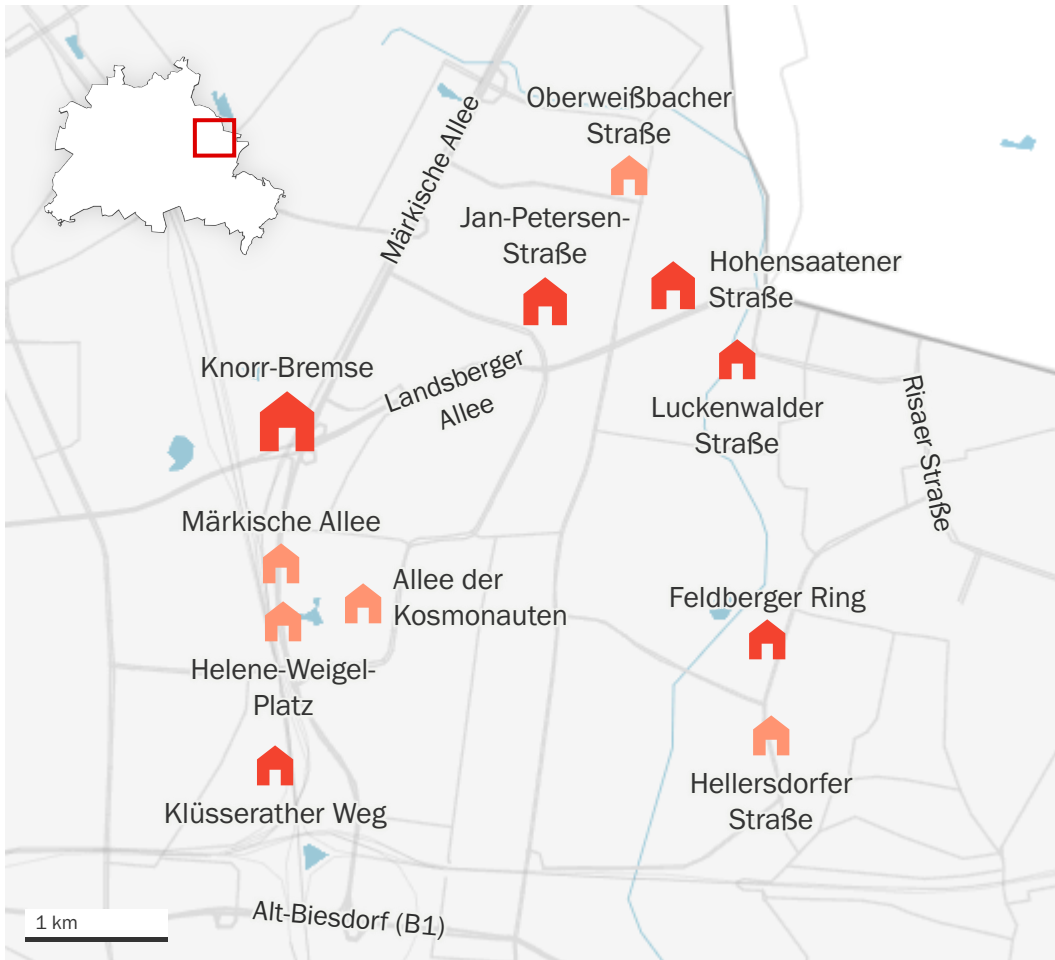 Oberweißbacher
Straße
Märkische Allee
Jan-Petersen-
Straße
Hohensaatener
Straße
Knorr-Bremse
Landsberger
Allee
Luckenwalder
Straße
Risaer Straße
Märkische Allee
Allee der
Kosmonauten
Feldberger Ring
Helene-Weigel-
Platz
Hellersdorfer
Straße
Klüsserather Weg
Alt-Biesdorf (B1)
1 km